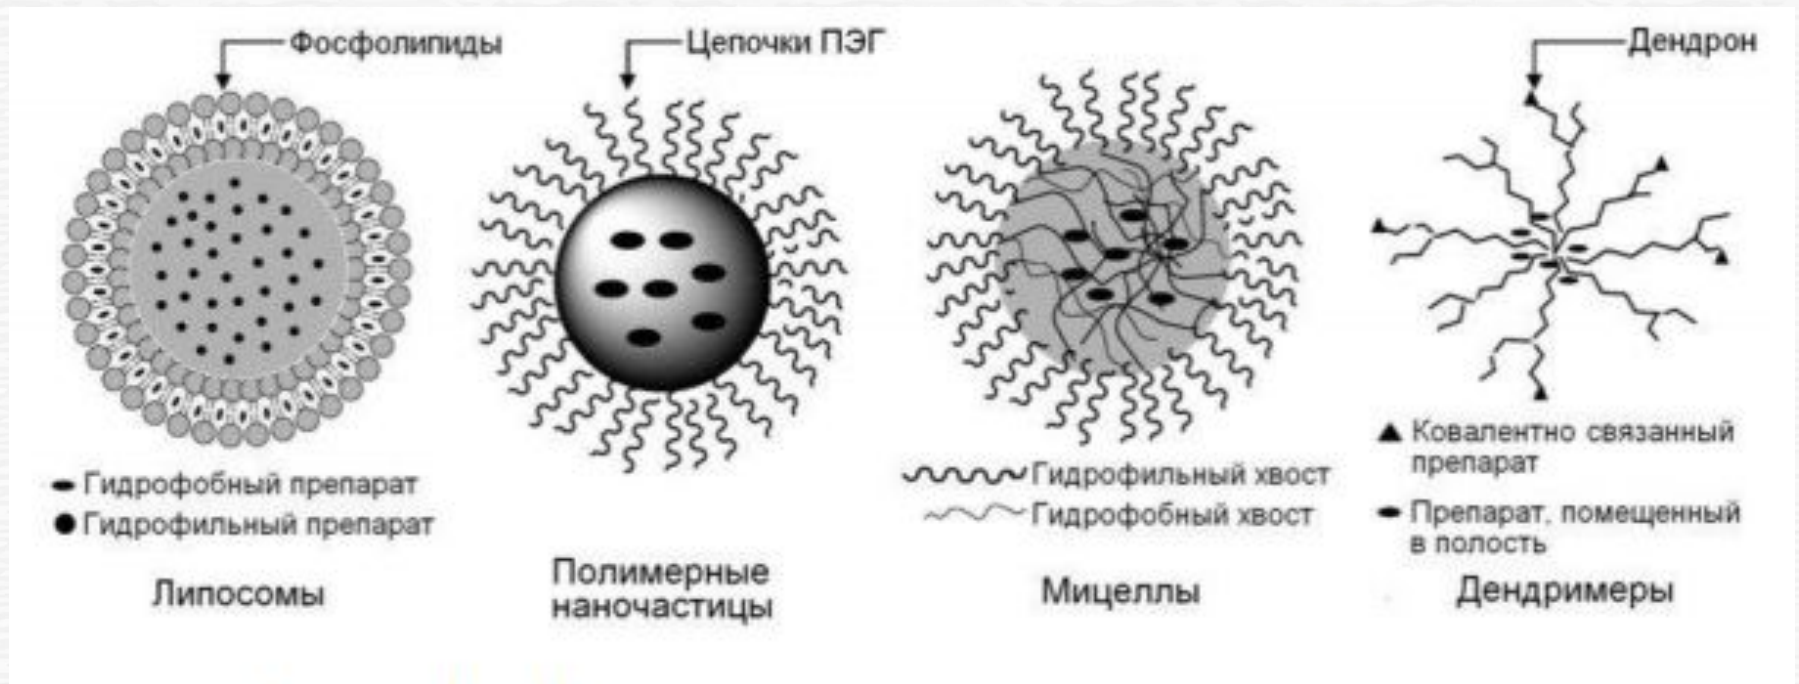 Фосфолипиды
Цепочки ПЭГ
Дендрон
Гидрофобный препарат
Гидрофильный препарат
Липосомы
Полимерные
наночастицы
Гидрофильный хвост
Гидрофобный хвост
Мицеллы
Ковалентно связанный
препарат
Препарат, помещенный
в полость
Дендримеры